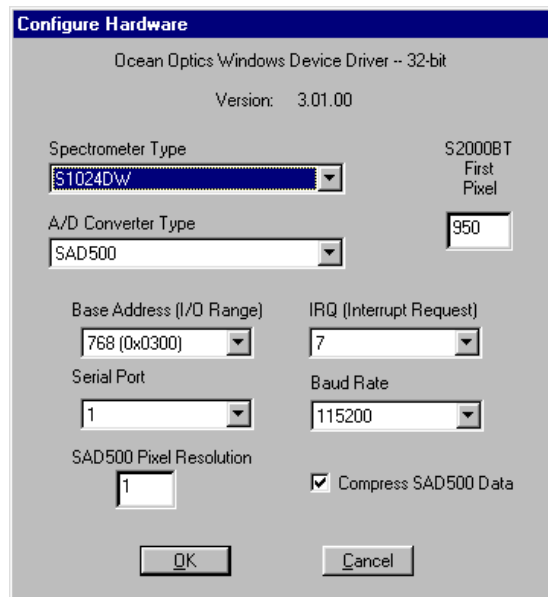 Configure Hardware
Ocean Optics Windows Device Driver -- 32-bit
Version: 3.01.00
Spectrometer Type
S1024DW
S2000BT
First
Pixel
950
A/D Converter Type
SAD500
Base Address (I/O Range)
768 (0x0300)
IRQ (Interrupt Request)
7
Serial Port
1
Baud Rate
115200
SAD500 Pixel Resolution
1
Compress SAD500 Data
OK
Cancel